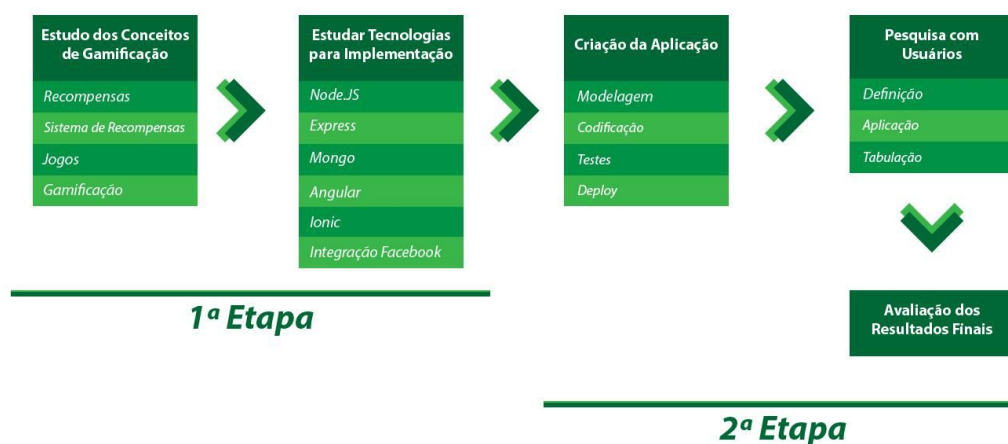 Estudo dos Conceitos
de Gamificação
Recompensas
Sistema de Recompensas
Jogos
Gamificação
Estudar Tecnologias
para Implementação
Node.JS
Express
Mongo
Angular
Ionic
Integração Facebook
1ª Etapa
Criação da Aplicação
Modelagem
Codificação
Testes
Deploy
Pesquisa com
Usuários
Definição
Aplicação
Tabulação
Avaliação dos
Resultados Finais
2ª Etapa